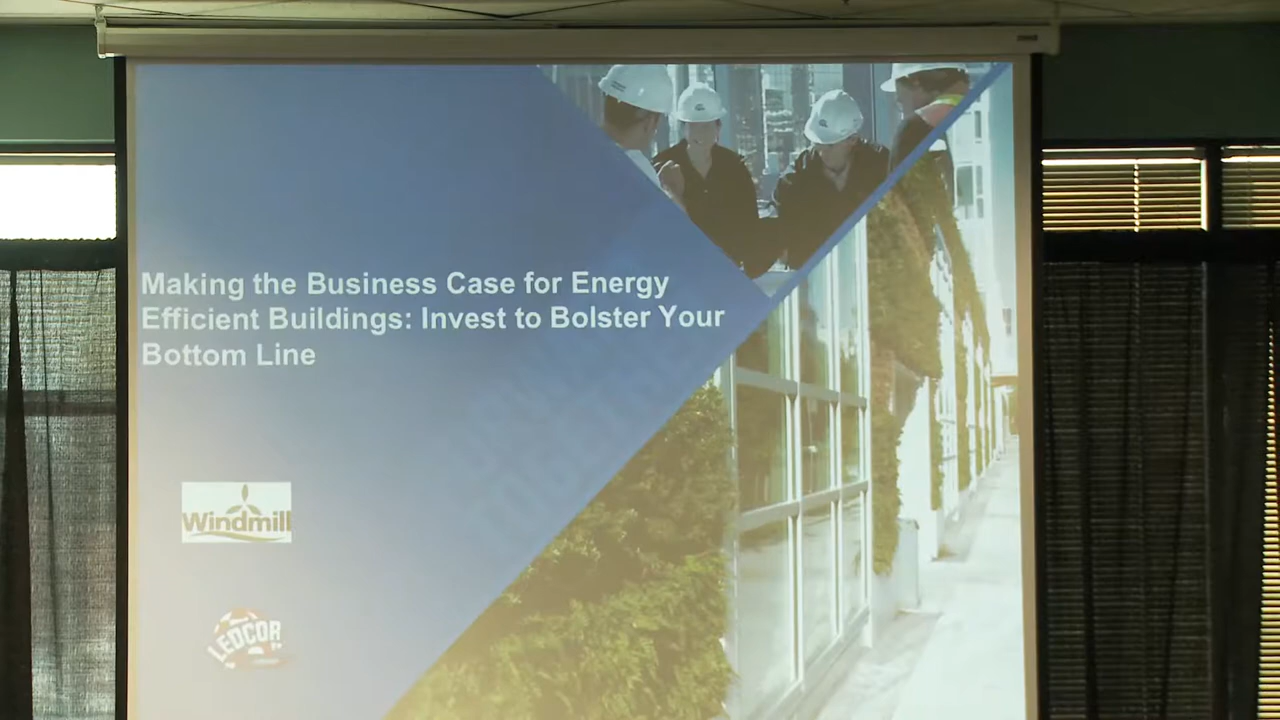 Making the Business Case for Energy
Efficient Buildings: Invest to Bolster Your
Bottom Line
Windmill
LEDCOR